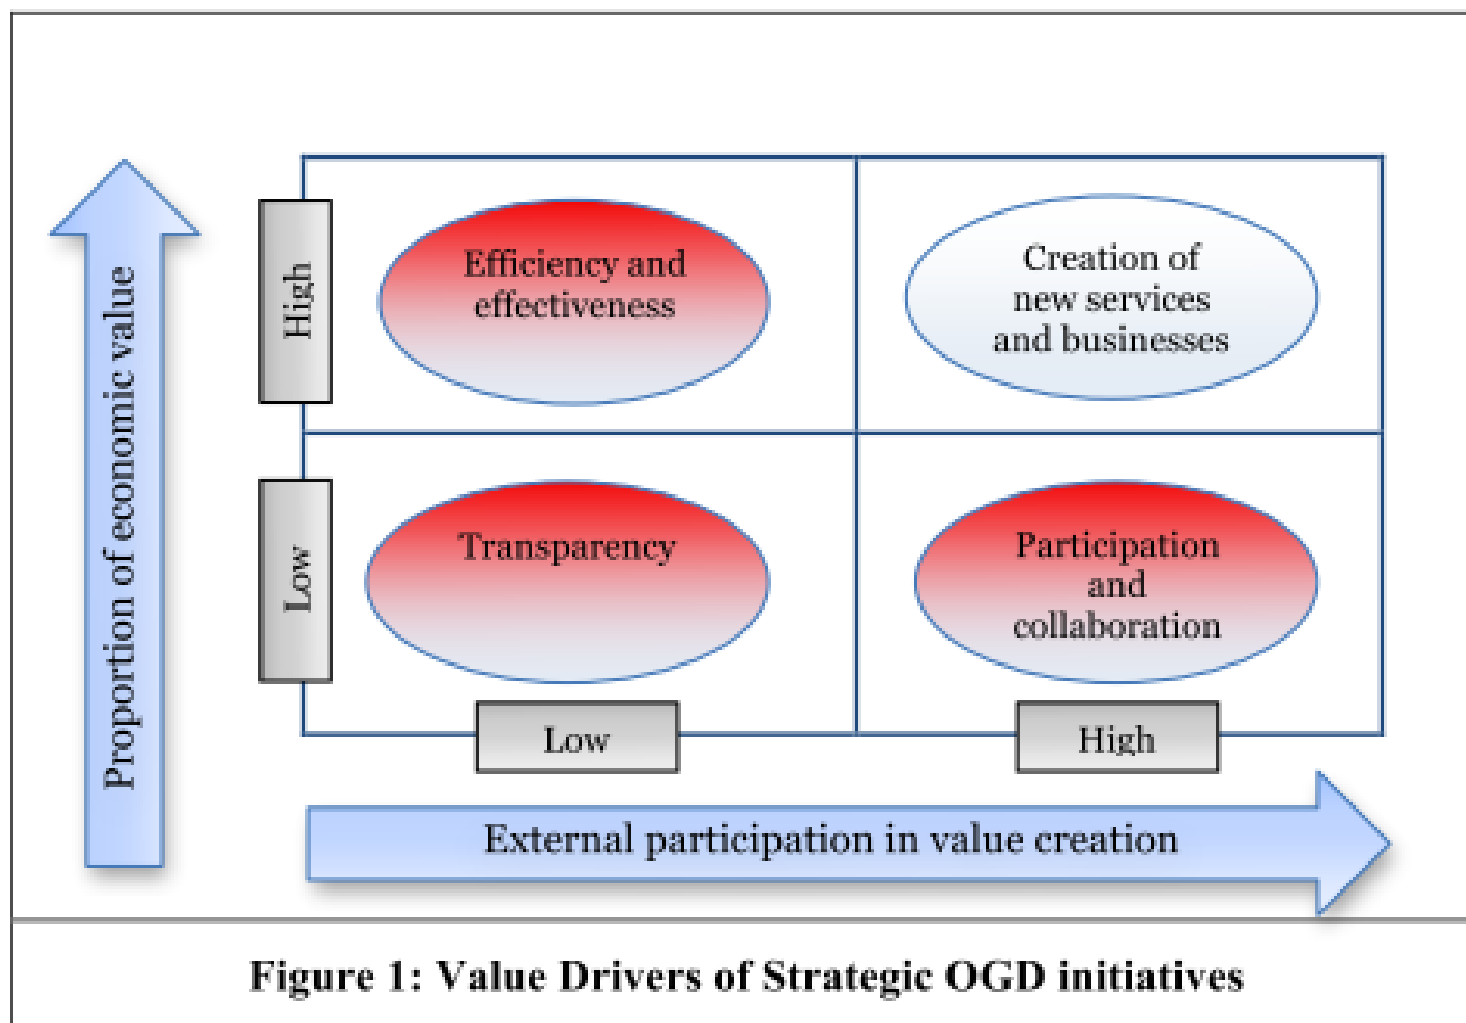 Proportion of economic value
High
Low
Efficiency and
effectiveness
Creation of
new services
and businesses
Transparency
Participation
and
collaboration
Low
High
External participation in value creation
Figure 1: Value Drivers of Strategic OGD initiatives